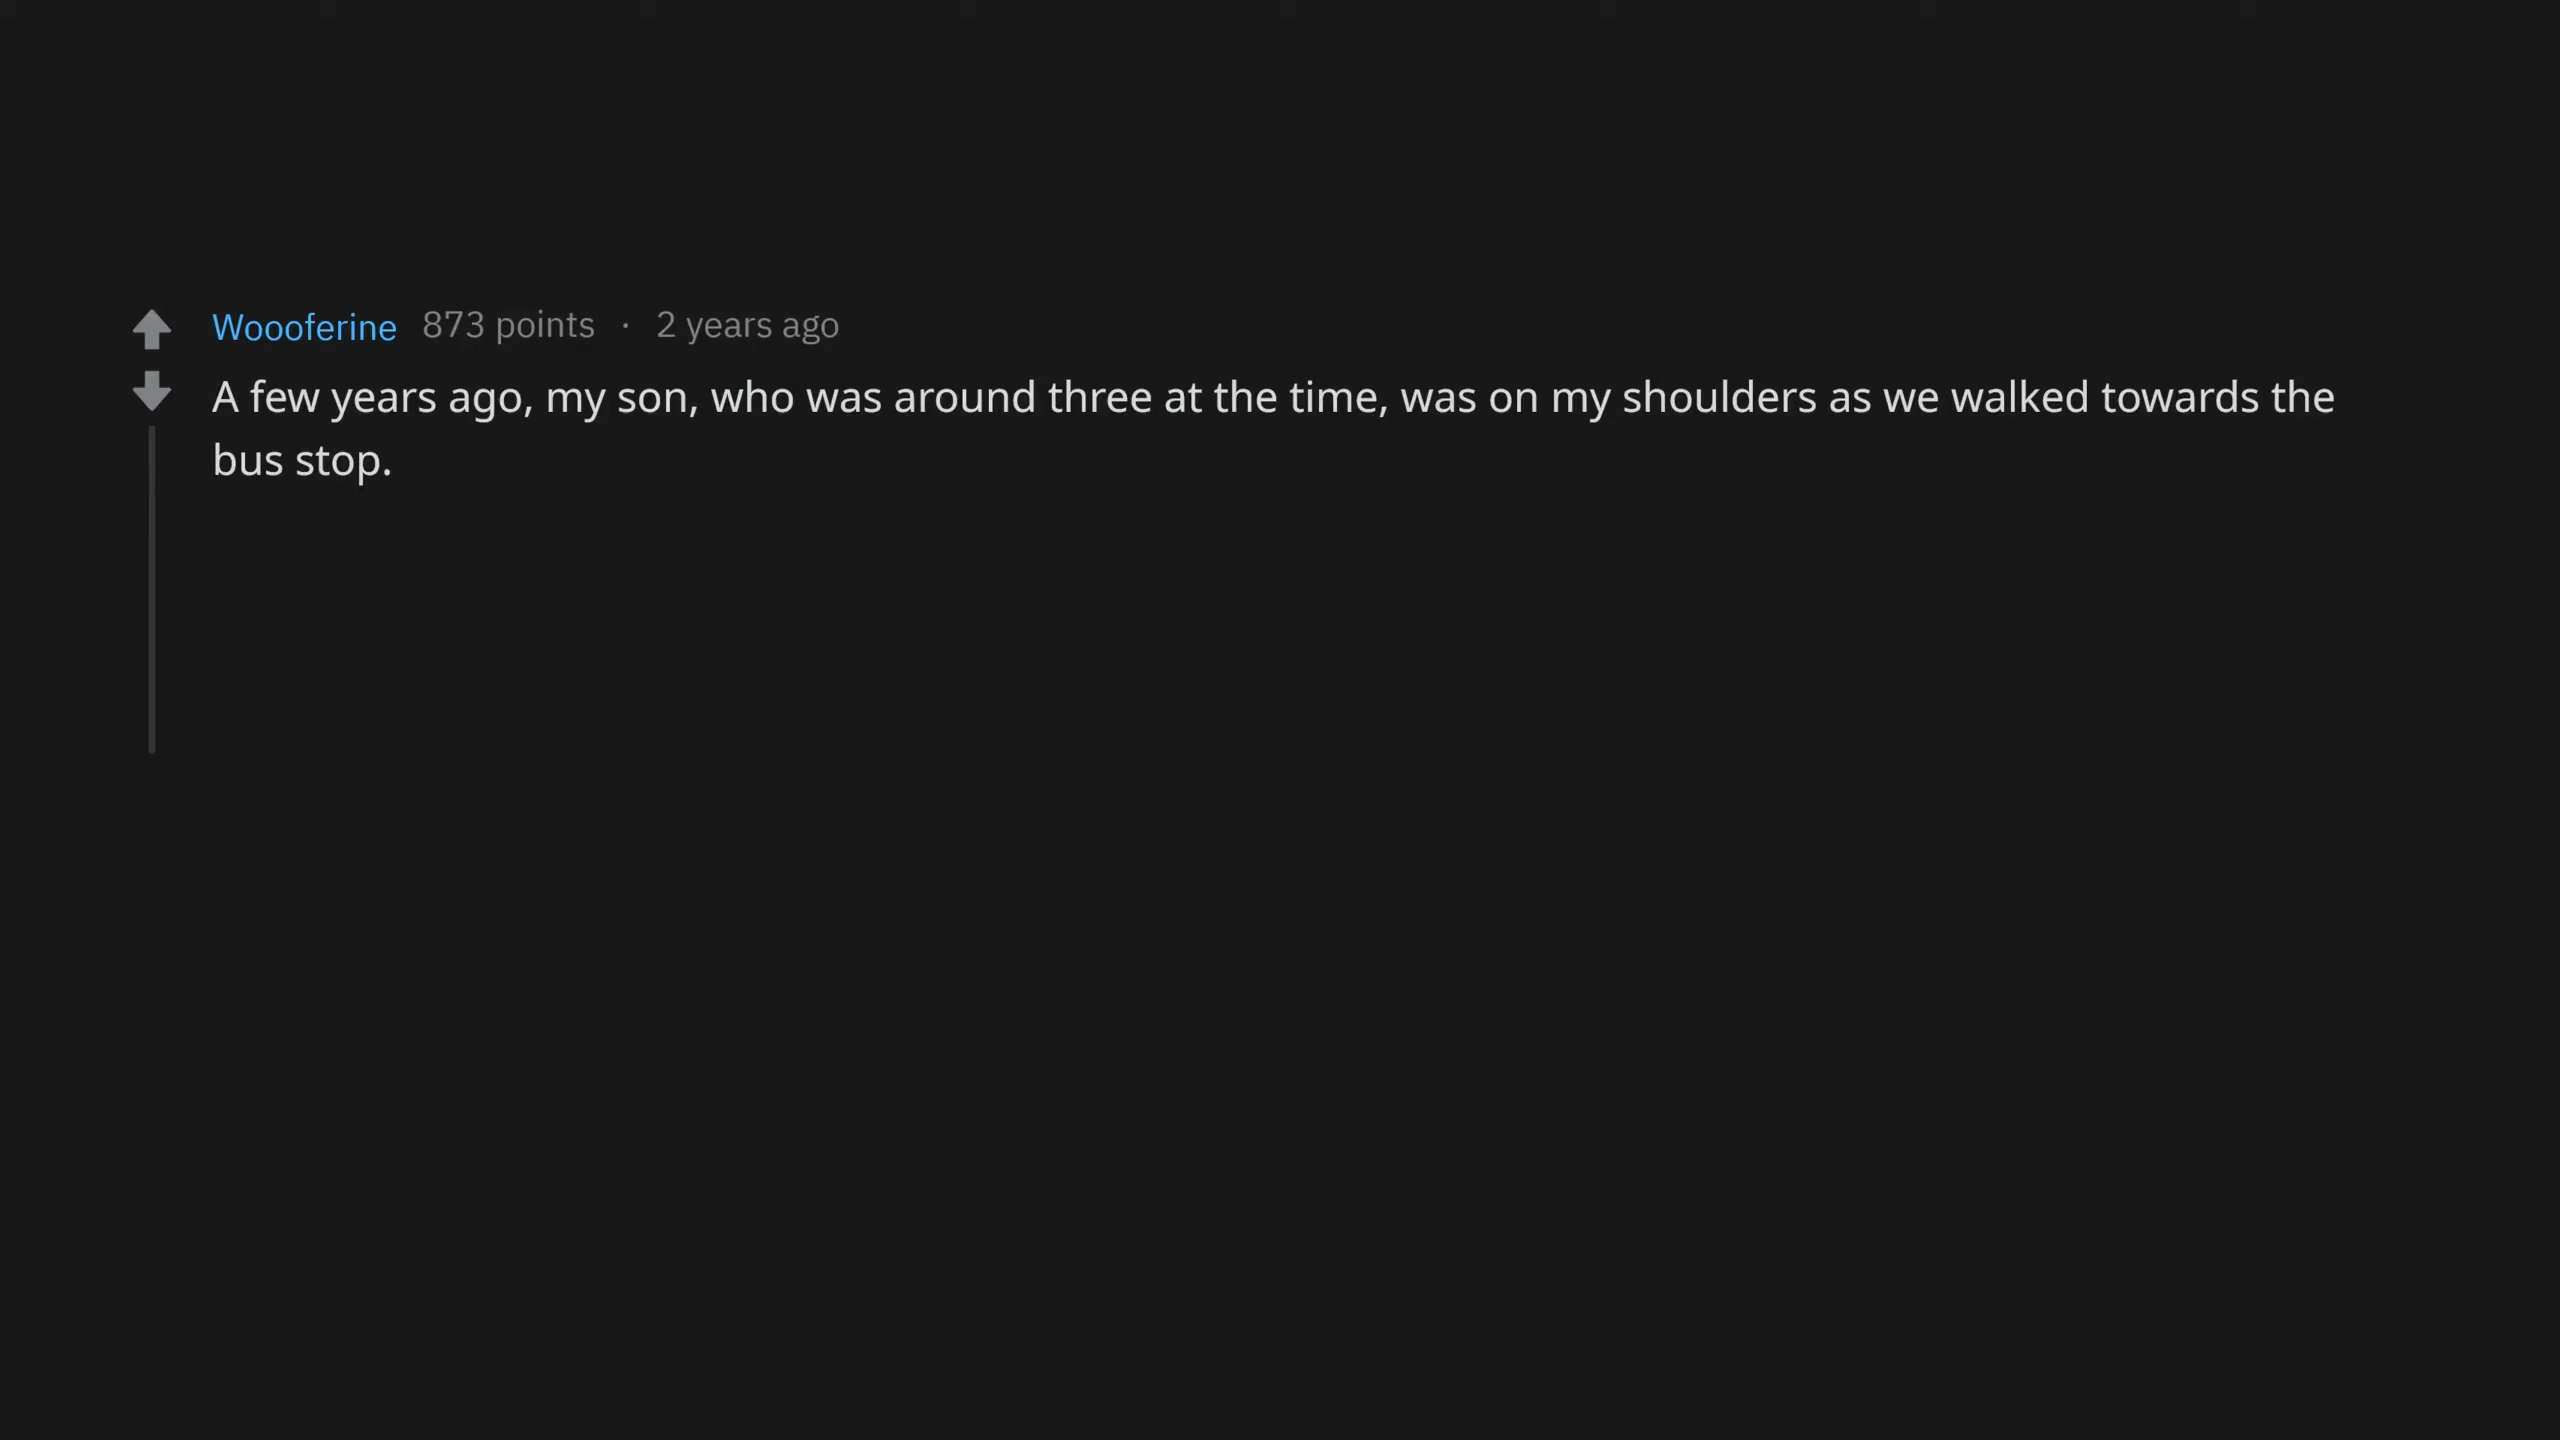 Woooferine 873 points · 2 years ago
A few years ago, my son, who was around three at the time, was on my shoulders as we walked towards the
bus stop.